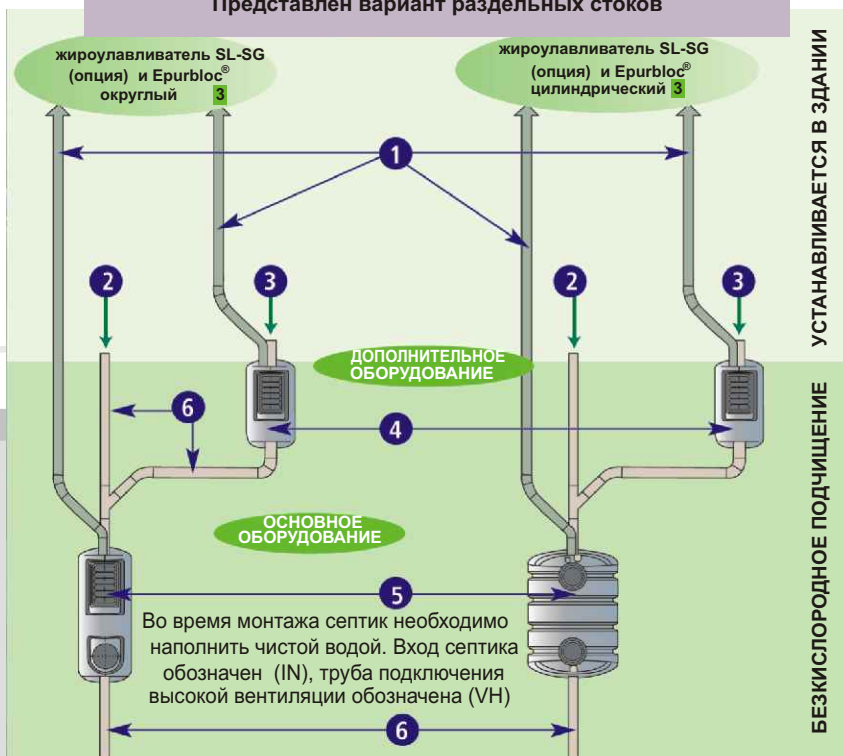 Представлен вариант раздельных стоков
жироулавливатель SL-SG
(опция) и Epurbloc®
округлый 3
жироулавливатель SL-SG
(опция) и Epurbloc®
цилиндрический 3
1
2
3
2
3
ДОПОЛНИТЕЛЬНОЕ
ОБОРУДОВАНИЕ
6
4
ОСНОВНОЕ
ОБОРУДОВАНИЕ
5
Во время монтажа септик необходимо
наполнить чистой водой. Вход септика
обозначен (IN), труба подключения
высокой вентиляции обозначена (VH)
6
УСТАНАВЛИВАЕТСЯ В ЗДАНИИ
БЕЗКИСЛОРОДНОЕ ПОДЧИЩЕНИЕ